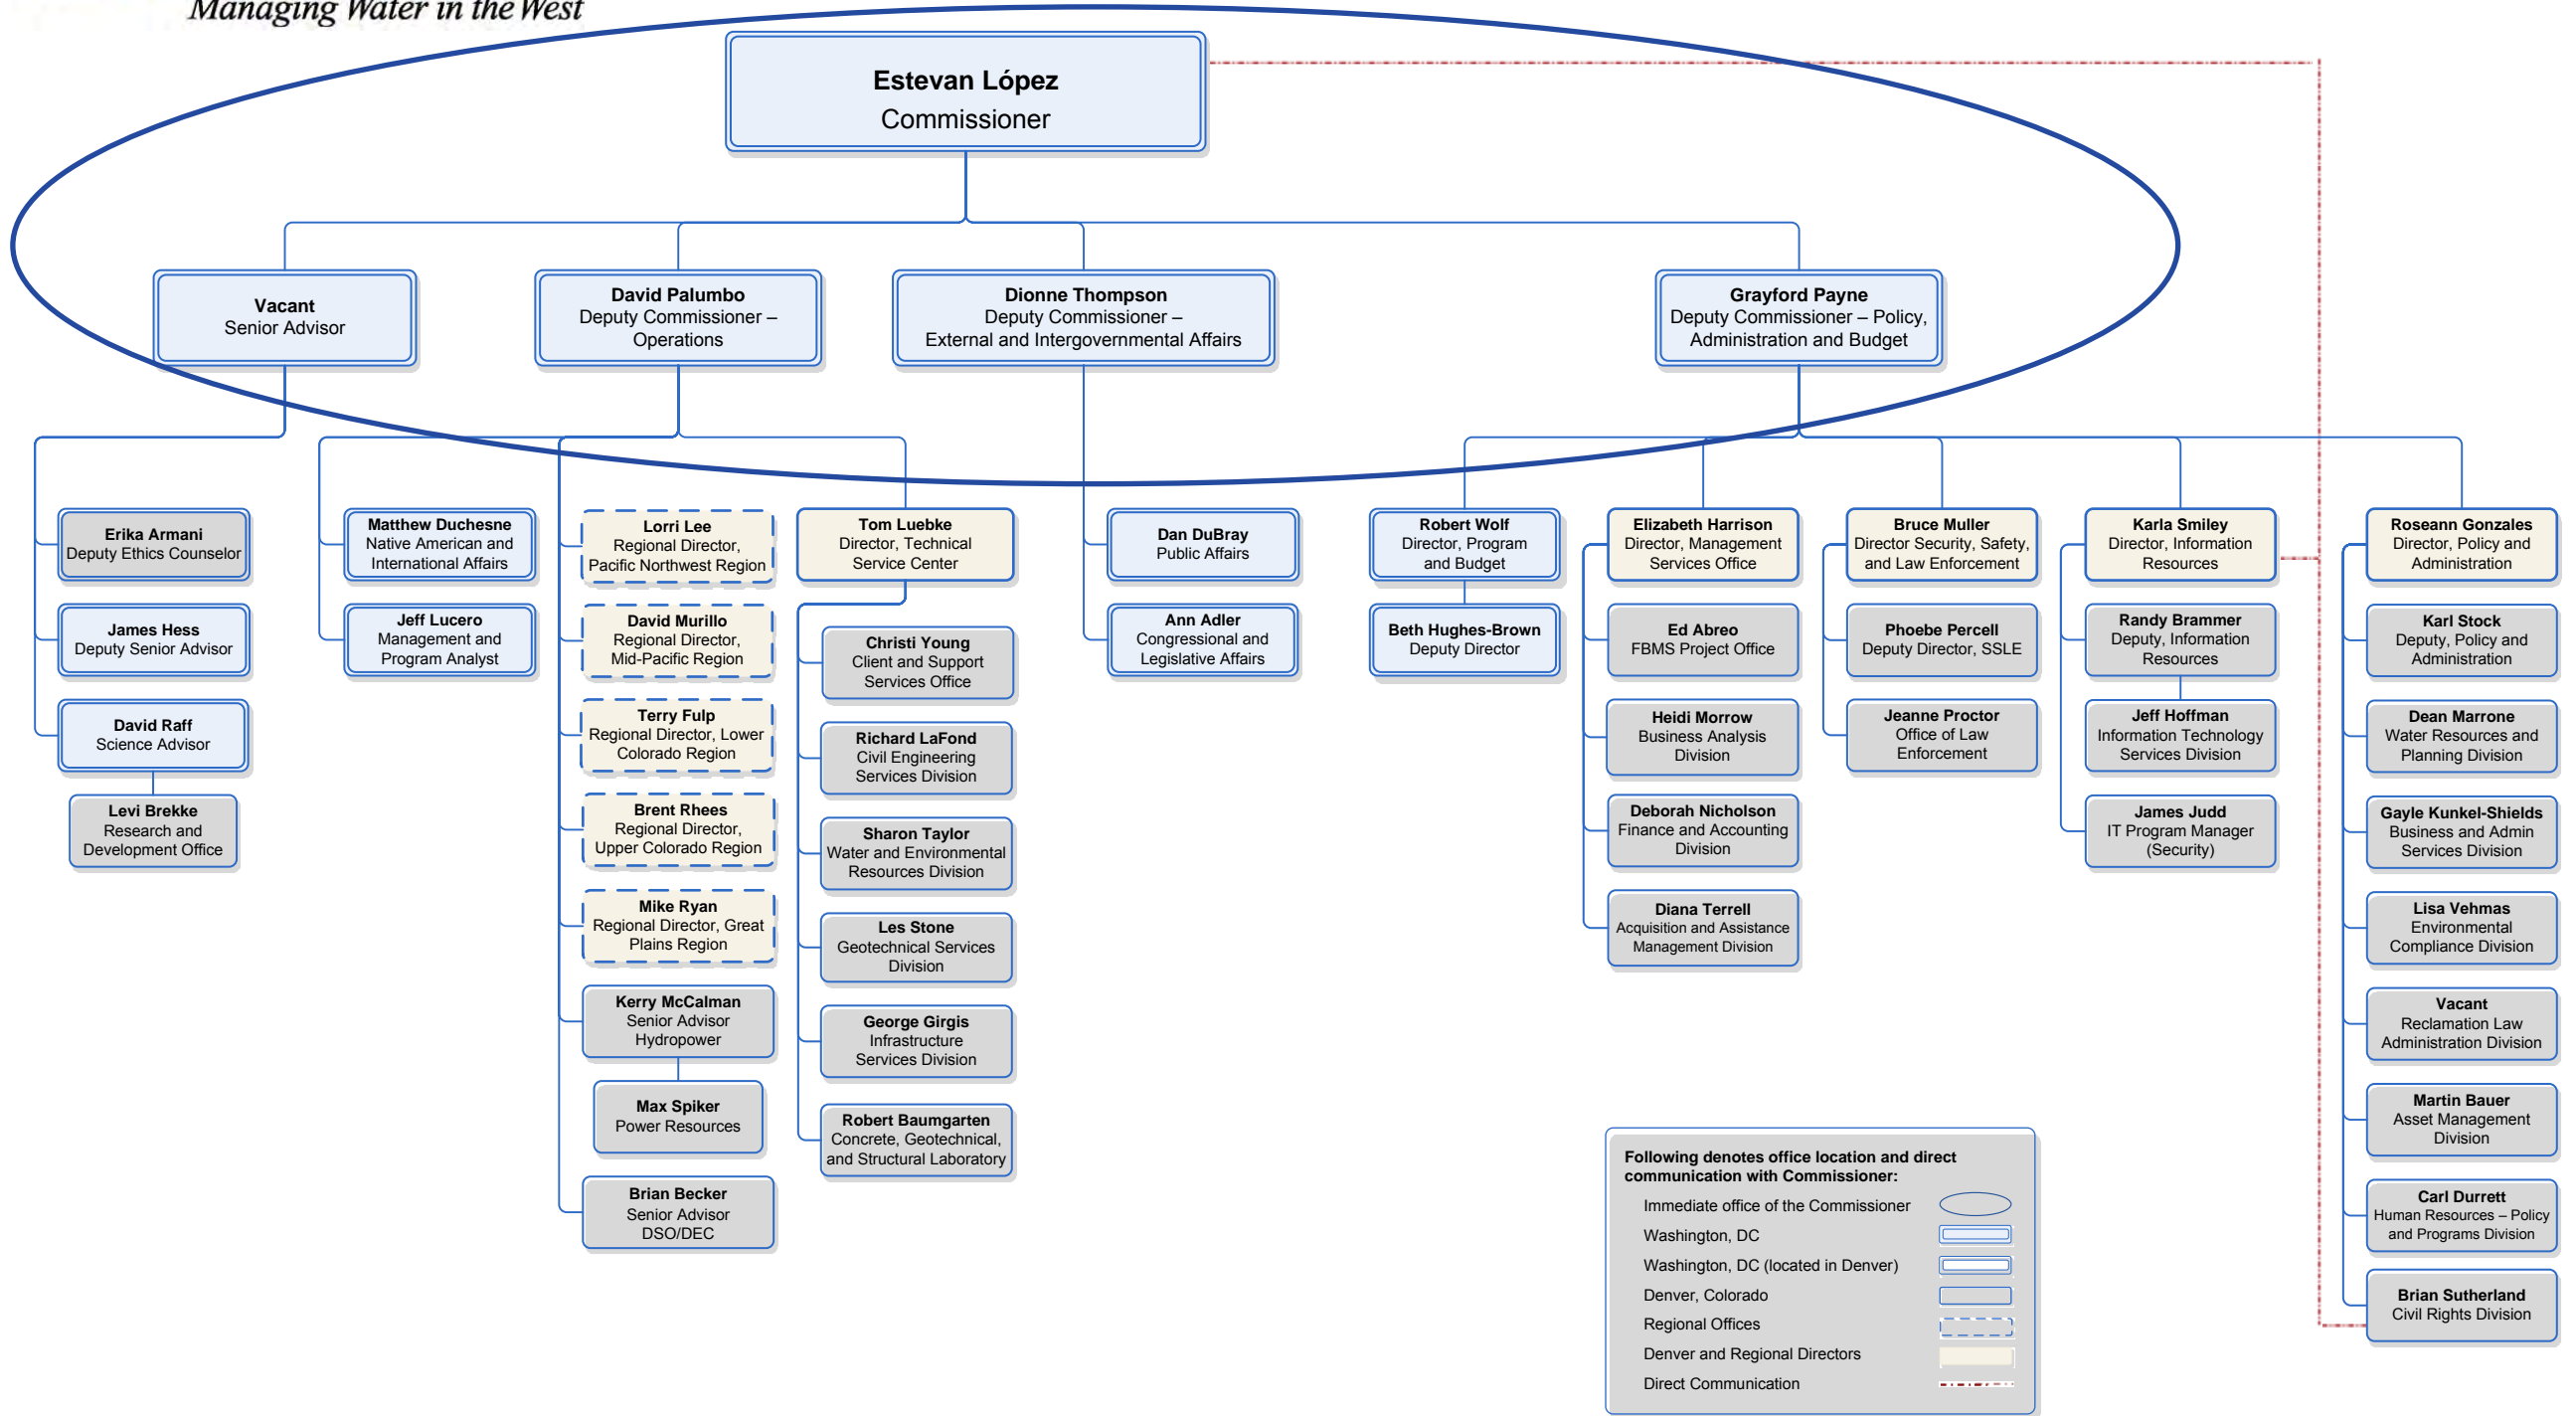 Managing Water in the West
Estevan López
Commissioner
Vacant
Senior Advisor
David Palumbo
Deputy Commissioner –
Operations
Dionne Thompson
Deputy Commissioner –
External and Intergovernmental Affairs
Grayford Payne
Deputy Commissioner – Policy,
Administration and Budget
Erika Armani
Deputy Ethics Counselor
James Hess
Deputy Senior Advisor
David Raff
Science Advisor
Levi Brekke
Research and
Development Office
Matthew Duchesne
Native American and
International Affairs
Jeff Lucero
Management and
Program Analyst
Lorri Lee
Regional Director,
Pacific Northwest Region
David Murillo
Regional Director,
Mid-Pacific Region
Terry Fulp
Regional Director, Lower
Colorado Region
Brent Rhees
Regional Director,
Upper Colorado Region
Mike Ryan
Regional Director, Great
Plains Region
Kerry McCalman
Senior Advisor
Hydropower
Max Spiker
Power Resources
Brian Becker
Senior Advisor
DSO/DEC
Tom Luebke
Director, Technical
Service Center
Christi Young
Client and Support
Services Office
Richard LaFond
Civil Engineering
Services Division
Sharon Taylor
Water and Environmental
Resources Division
Les Stone
Geotechnical Services
Division
George Girgis
Infrastructure
Services Division
Robert Baumgarten
Concrete, Geotechnical,
and Structural Laboratory
Dan DuBray
Public Affairs
Ann Adler
Congressional and
Legislative Affairs
Robert Wolf
Director, Program
and Budget
Beth Hughes-Brown
Deputy Director
Elizabeth Harrison
Director, Management
Services Office
Ed Abreo
FBMS Project Office
Heidi Morrow
Business Analysis
Division
Deborah Nicholson
Finance and Accounting
Division
Diana Terrell
Acquisition and Assistance
Management Division
Bruce Muller
Director Security, Safety,
and Law Enforcement
Phoebe Percell
Deputy Director, SSLE
Jeanne Proctor
Office of Law
Enforcement
Karla Smiley
Director, Information
Resources
Randy Brammer
Deputy, Information
Resources
Jeff Hoffman
Information Technology
Services Division
James Judd
IT Program Manager
(Security)
Roseann Gonzales
Director, Policy and
Administration
Karl Stock
Deputy, Policy and
Administration
Dean Marrone
Water Resources and
Planning Division
Gayle Kunkel-Shields
Business and Admin
Services Division
Lisa Vehmas
Environmental
Compliance Division
Vacant
Reclamation Law
Administration Division
Martin Bauer
Asset Management
Division
Carl Durrett
Human Resources – Policy
and Programs Division
Brian Sutherland
Civil Rights Division
Following denotes office location and direct
communication with Commissioner:
Immediate office of the Commissioner
Washington, DC
Washington, DC (located in Denver)
Denver, Colorado
Regional Offices
Denver and Regional Directors
Direct Communication